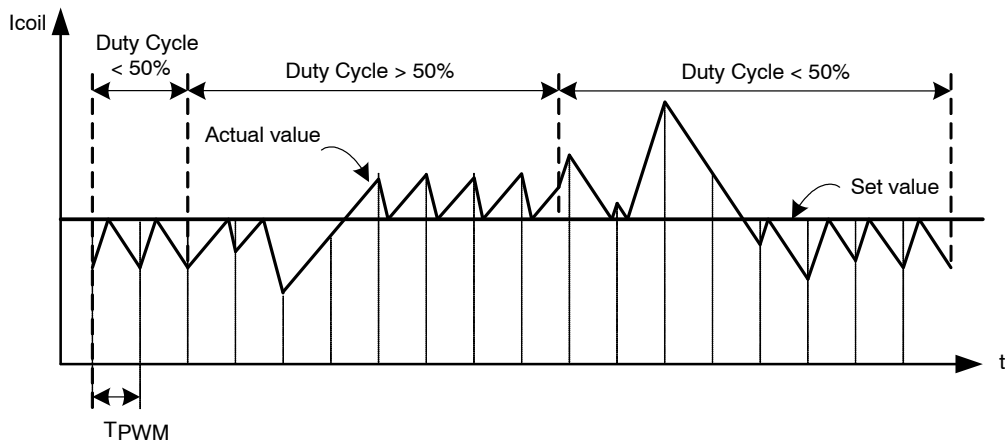 Icoil
Duty Cycle
< 50%
Duty Cycle > 50%
Duty Cycle < 50%
Actual value
Set value
t
TPWM